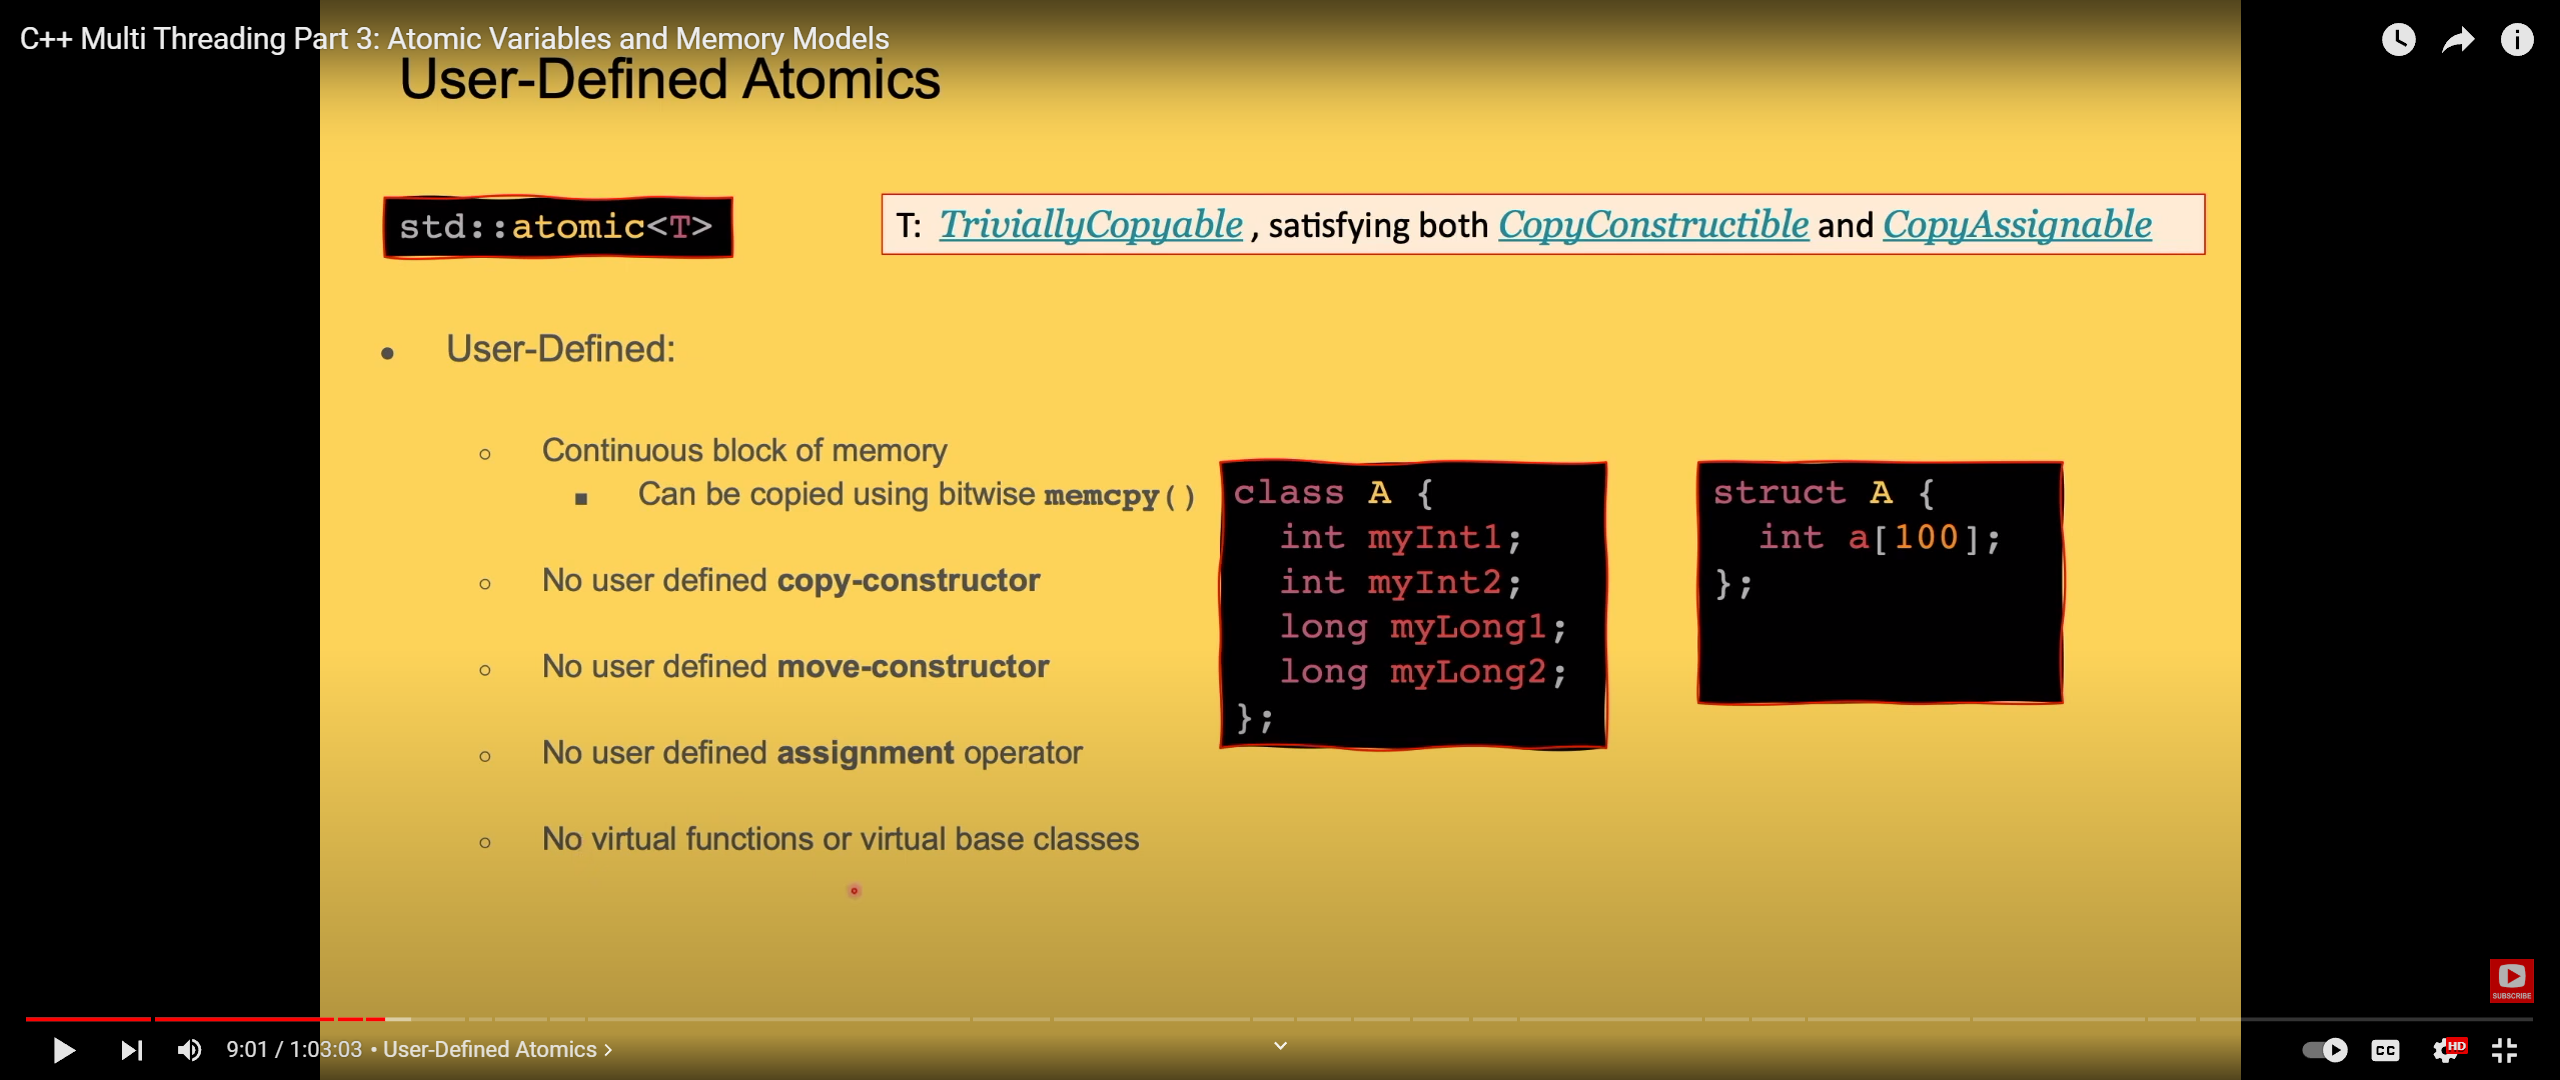 C++ Multi Threading Part 3: Atomic Variables and Memory Models
User-Defined Atomics
std::atomic<T>
T: TriviallyCopyable , satisfying both CopyConstructible and CopyAssignable
User-Defined:
Continuous block of memory
Can be copied using bitwise memcpy()
No user defined copy-constructor
No user defined move-constructor
No user defined assignment operator
No virtual functions or virtual base classes
class A {
int myInt1;
int myInt2;
long myLong1;
long myLong2;
};
struct A {
int a[100];
};
SUBSCRIBE
9:01 / 1:03:03 • User-Defined Atomics >
CC
HD